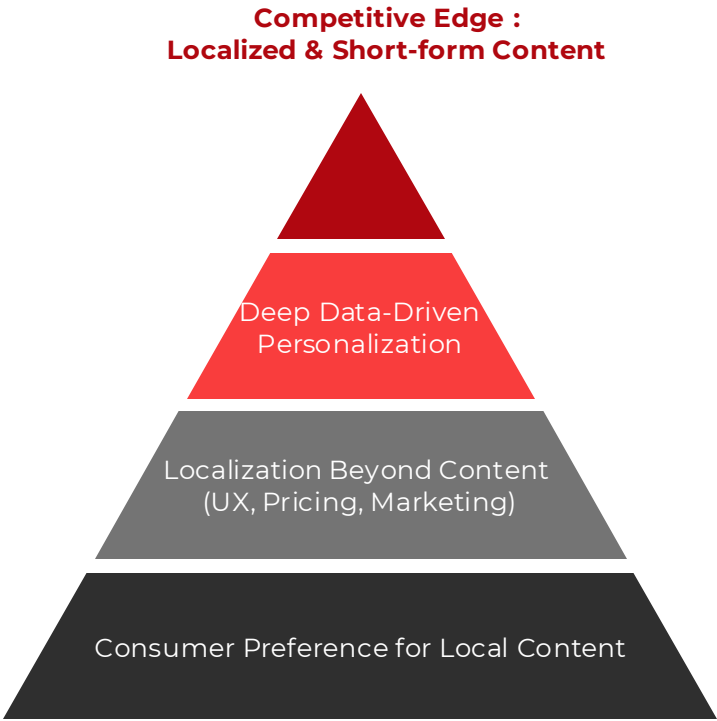 Competitive Edge :
Localized & Short-form Content
Deep Data-Driven
Personalization
Localization Beyond Content
(UX, Pricing, Marketing)
Consumer Preference for Local Content